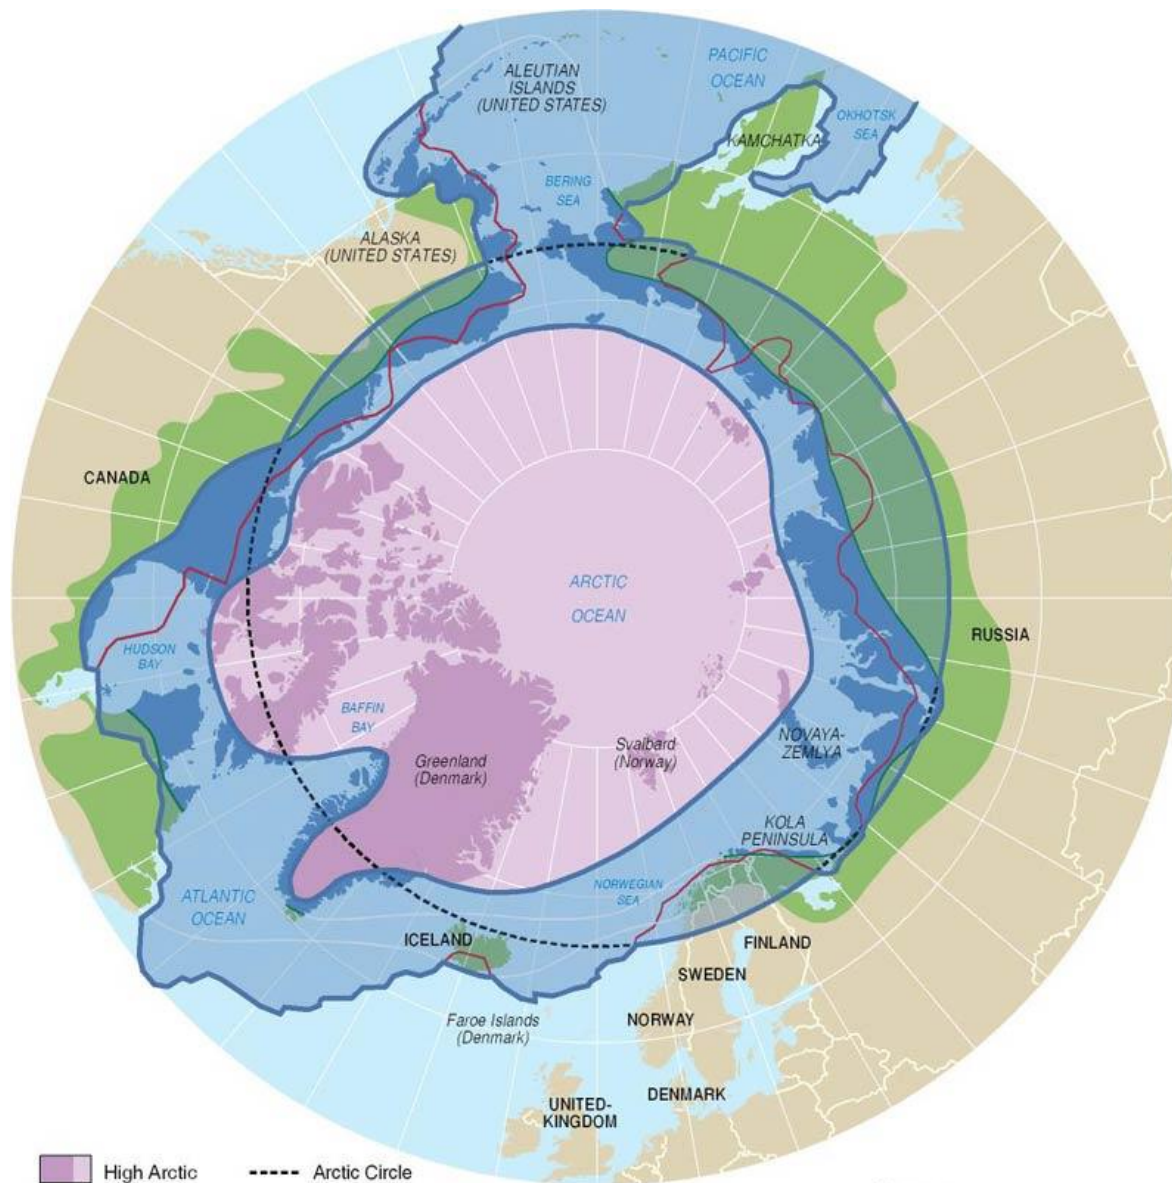 PACIFIC
OCEAN
ALEUTIAN
ISLANDS
(UNITED STATES)
OKHOTSK
SEA
KAMCHATKA
BERING
SEA
ALASKA
(UNITED STATES)
CANADA
ARCTIC
OCEAN
RUSSIA
HUDSON
BAY
BAFFIN
BAY
Greenland
(Denmark)
Svalbard
(Norway)
NOVAYA-
ZEMLYA
KOLA
PENINSULA
NORWEGIAN
SEA
ATLANTIC
OCEAN
ICELAND
FINLAND
SWEDEN
Faroe Islands
(Denmark)
NORWAY
DENMARK
UNITED-
KINGDOM
High Arctic
Arctic Circle